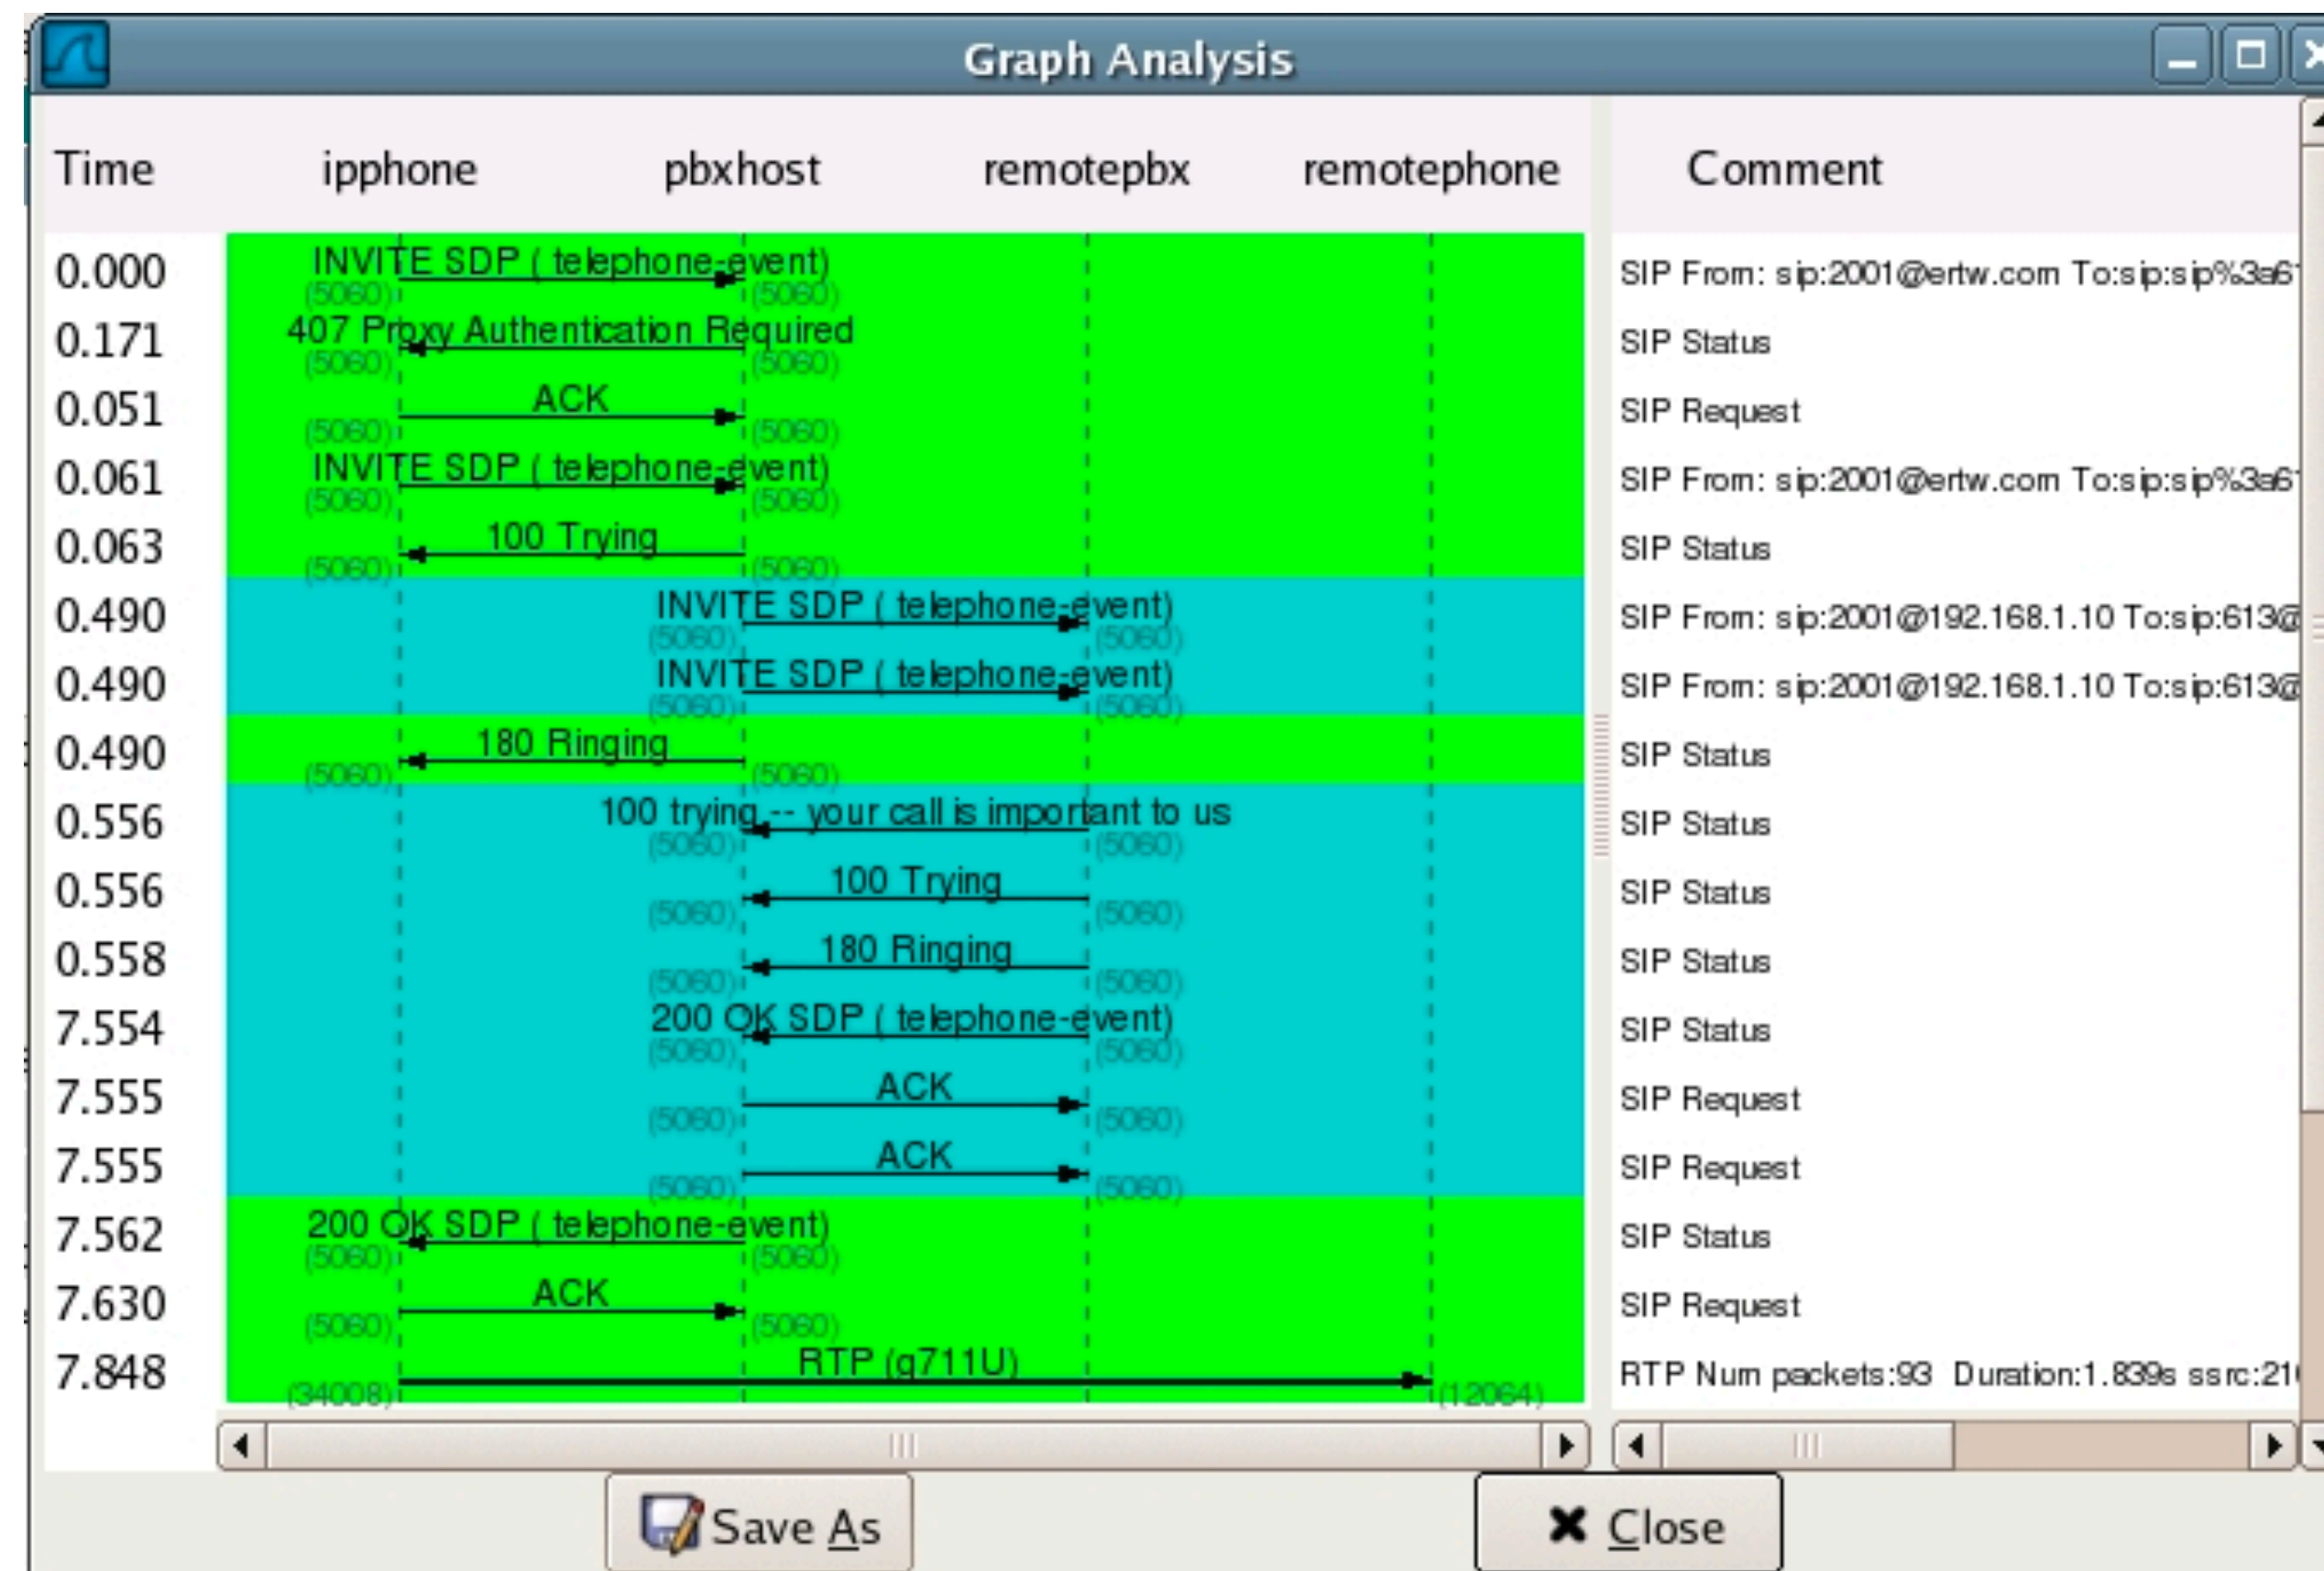 Graph Analysis
Time ipphone pbxhost remotepbx remotephone Comment
0.000 INVITE SDP ( telephone-event) SIP From: sip:2001@ertw.com To:sip:sip%3a6
(5060) (5060)
0.171 407 Proxy Authentication Required SIP Status
(5060) (5060)
0.051 ACK SIP Request
(5060) (5060)
0.061 INVITE SDP ( telephone-event) SIP From: sip:2001@ertw.com To:sip:sip%3a6
(5060) (5060)
0.063 100 Trying SIP Status
(5060) (5060)
0.490 INVITE SDP ( telephone-event) SIP From: sip:2001@192.168.1.10 To:sip:613@
(5060) (5060)
0.490 INVITE SDP ( telephone-event) SIP From: sip:2001@192.168.1.10 To:sip:613@
(5060) (5060)
0.490 180 Ringing SIP Status
(5060) (5060)
0.556 100 trying -- your call is important to us SIP Status
(5060) (5060)
0.556 100 Trying SIP Status
(5060) (5060)
0.558 180 Ringing SIP Status
(5060) (5060)
7.554 200 OK SDP ( telephone-event) SIP Status
(5060) (5060)
7.555 ACK SIP Request
(5060) (5060)
7.555 ACK SIP Request
(5060) (5060)
7.562 200 OK SDP ( telephone-event) SIP Status
(5060) (5060)
7.630 ACK SIP Request
(5060) (5060)
7.848 RTP (g711U) RTP Num packets:93 Duration:1.839s ssrc:21
(34008) (12064)
Save As Close